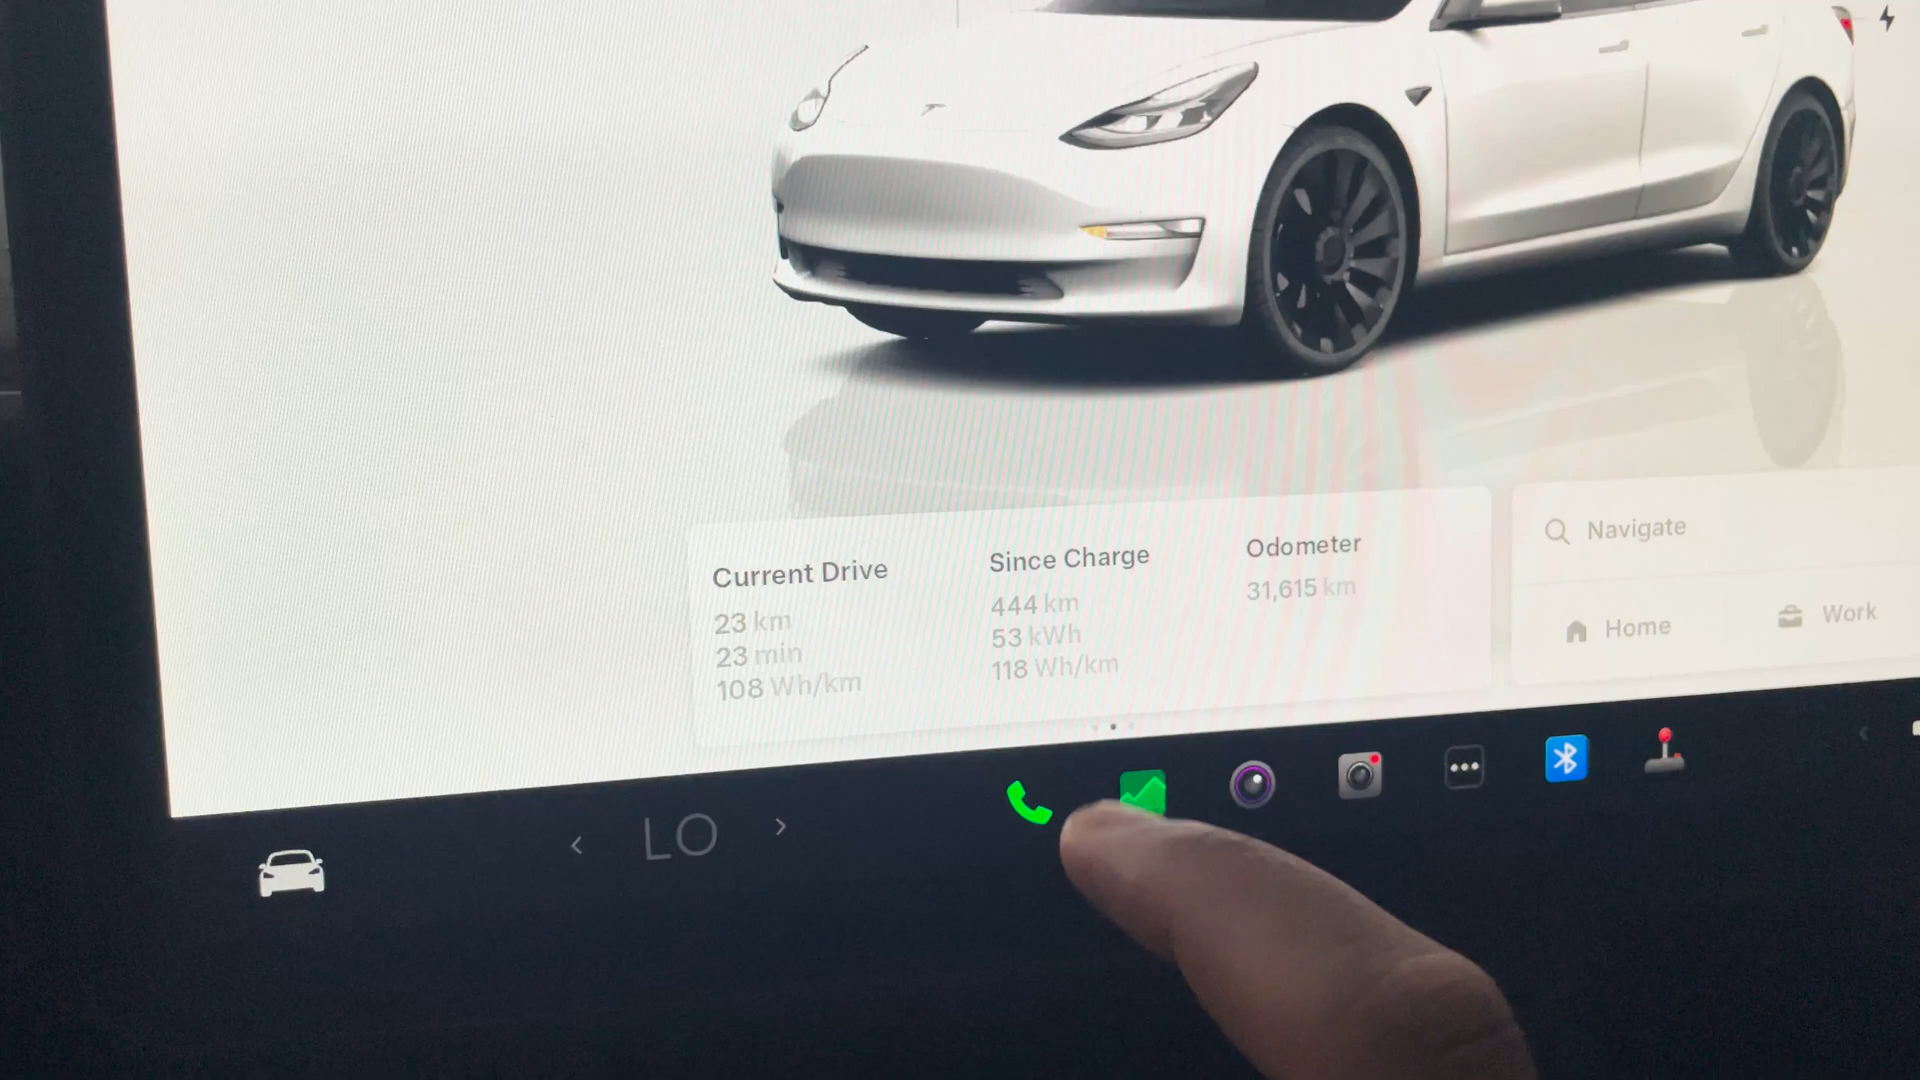 Current Drive
23 km
23 min
108 Wh/km
Since Charge
444 km
53 kWh
118 Wh/km
Odometer
31,615 km
Navigate
Home
Work
< LO >